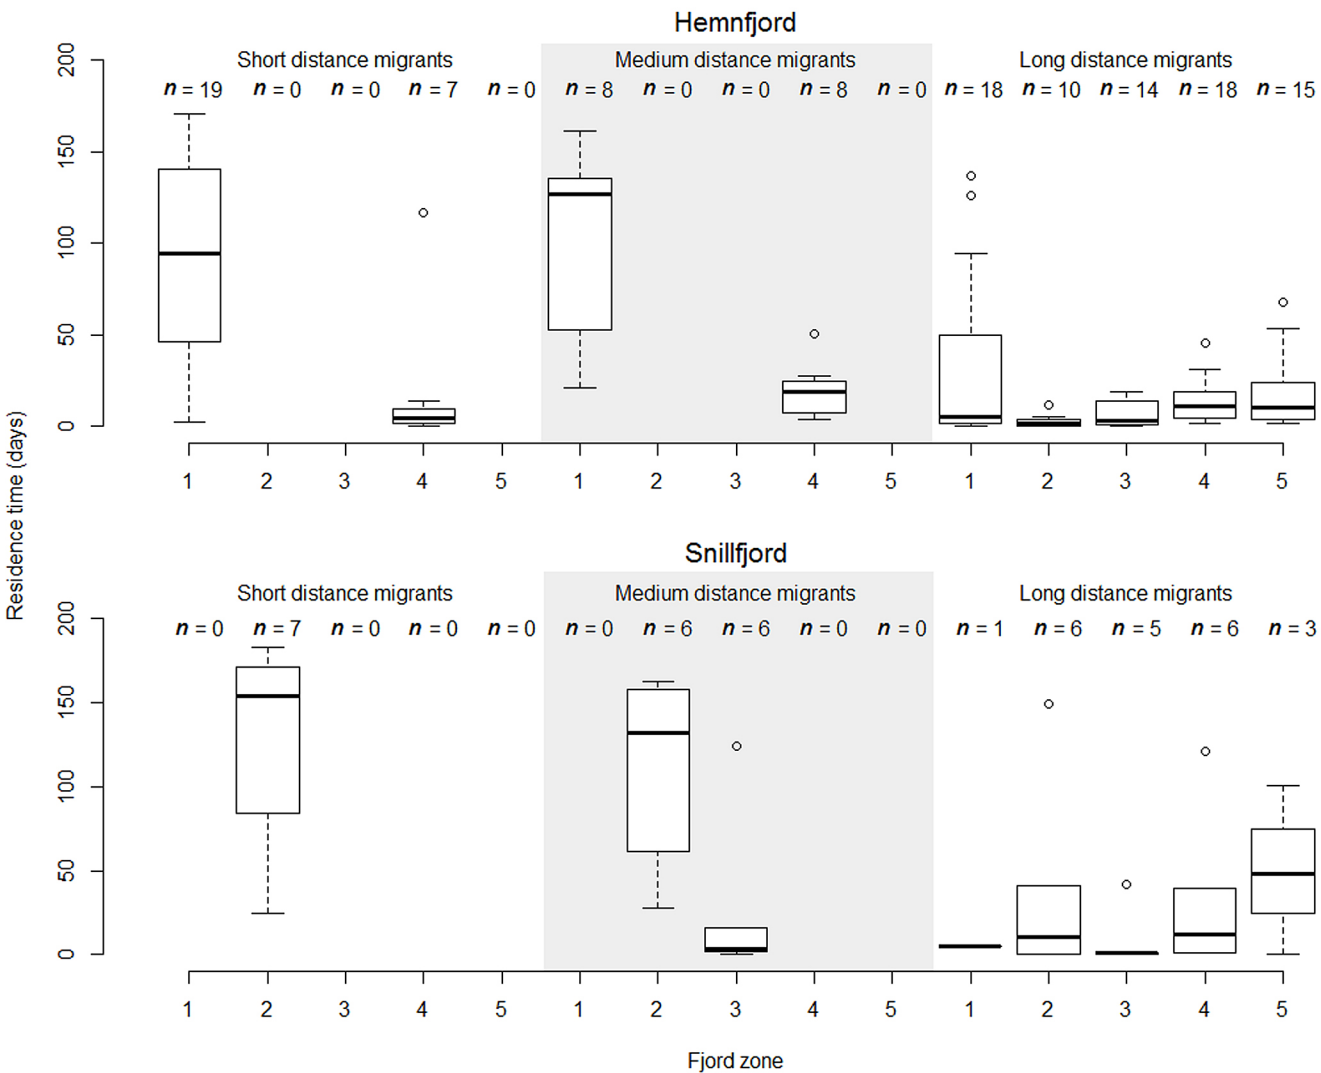 Hemnfjord
Short distance migrants Medium distance migrants Long distance migrants
n = 19 n = 0 n = 0 n = 7 n = 0 n = 8 n = 0 n = 0 n = 8 n = 0 n = 18 n = 10 n = 14 n = 18 n = 15
200
150
100
50
0
1 2 3 4 5 1 2 3 4 5 1 2 3 4 5
Residence time (days)
Snillfjord
Short distance migrants Medium distance migrants Long distance migrants
n = 0 n = 7 n = 0 n = 0 n = 0 n = 0 n = 6 n = 6 n = 0 n = 0 n = 1 n = 6 n = 5 n = 6 n = 3
200
150
100
50
0
1 2 3 4 5 1 2 3 4 5 1 2 3 4 5
Fjord zone